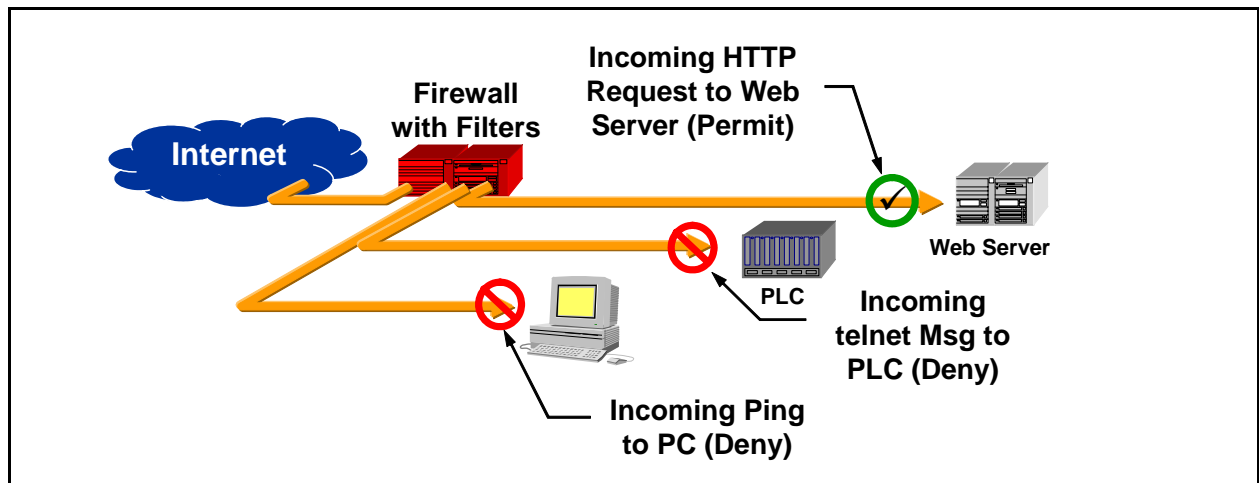 Incoming HTTP
Request to Web
Server (Permit)
Firewall
with Filters
Internet
Web Server
PLC
Incoming
telnet Msg to
PLC (Deny)
Incoming Ping
to PC (Deny)